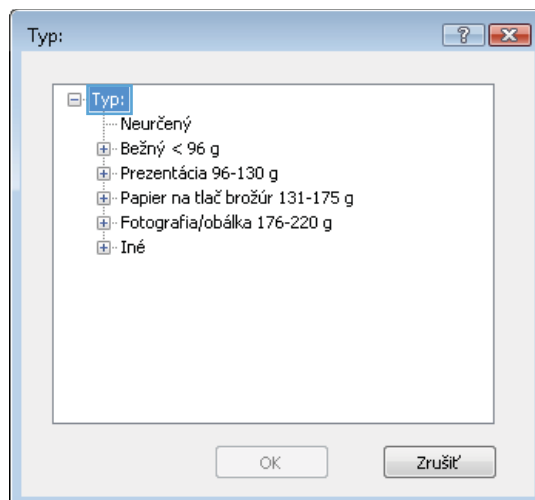 Typ:
Typ:
Neurčený
Bežný < 96 g
Prezentácia 96-130 g
Papier na tlač brožúr 131-175 g
Fotografia/obálka 176-220 g
Iné
OK
Zrušiť